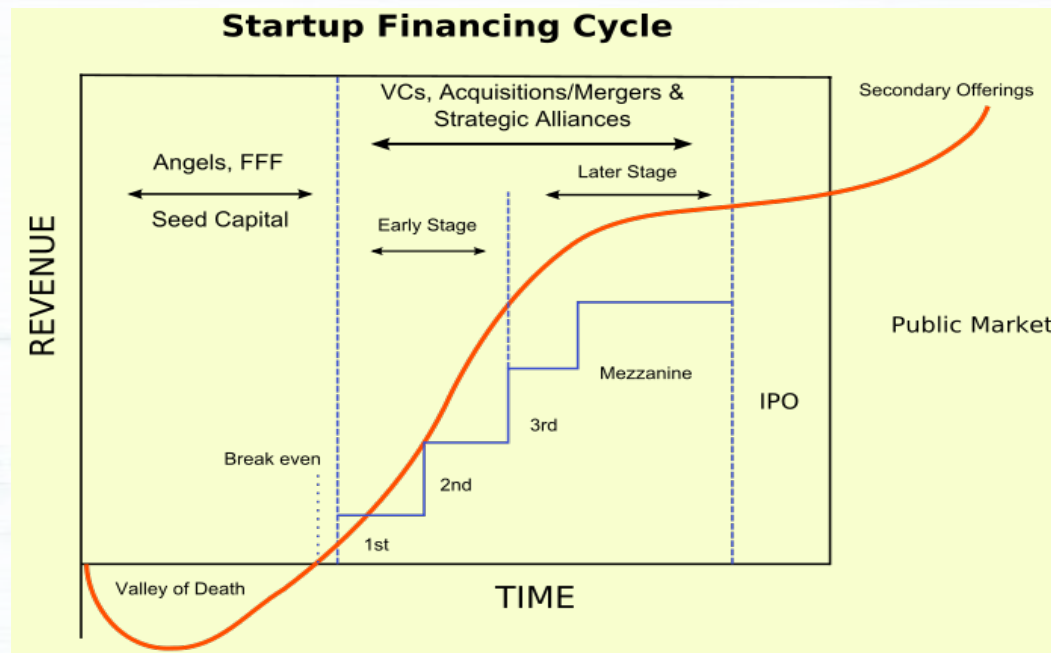 Startup Financing Cycle
Secondary Offerings
VCs, Acquisitions/Mergers &
Strategic Alliances
Angels, FFF
Later Stage
Seed Capital
Early Stage
REVENUE
Public Market
Mezzanine
IPO
3rd
Break even
2nd
1st
Valley of Death
TIME